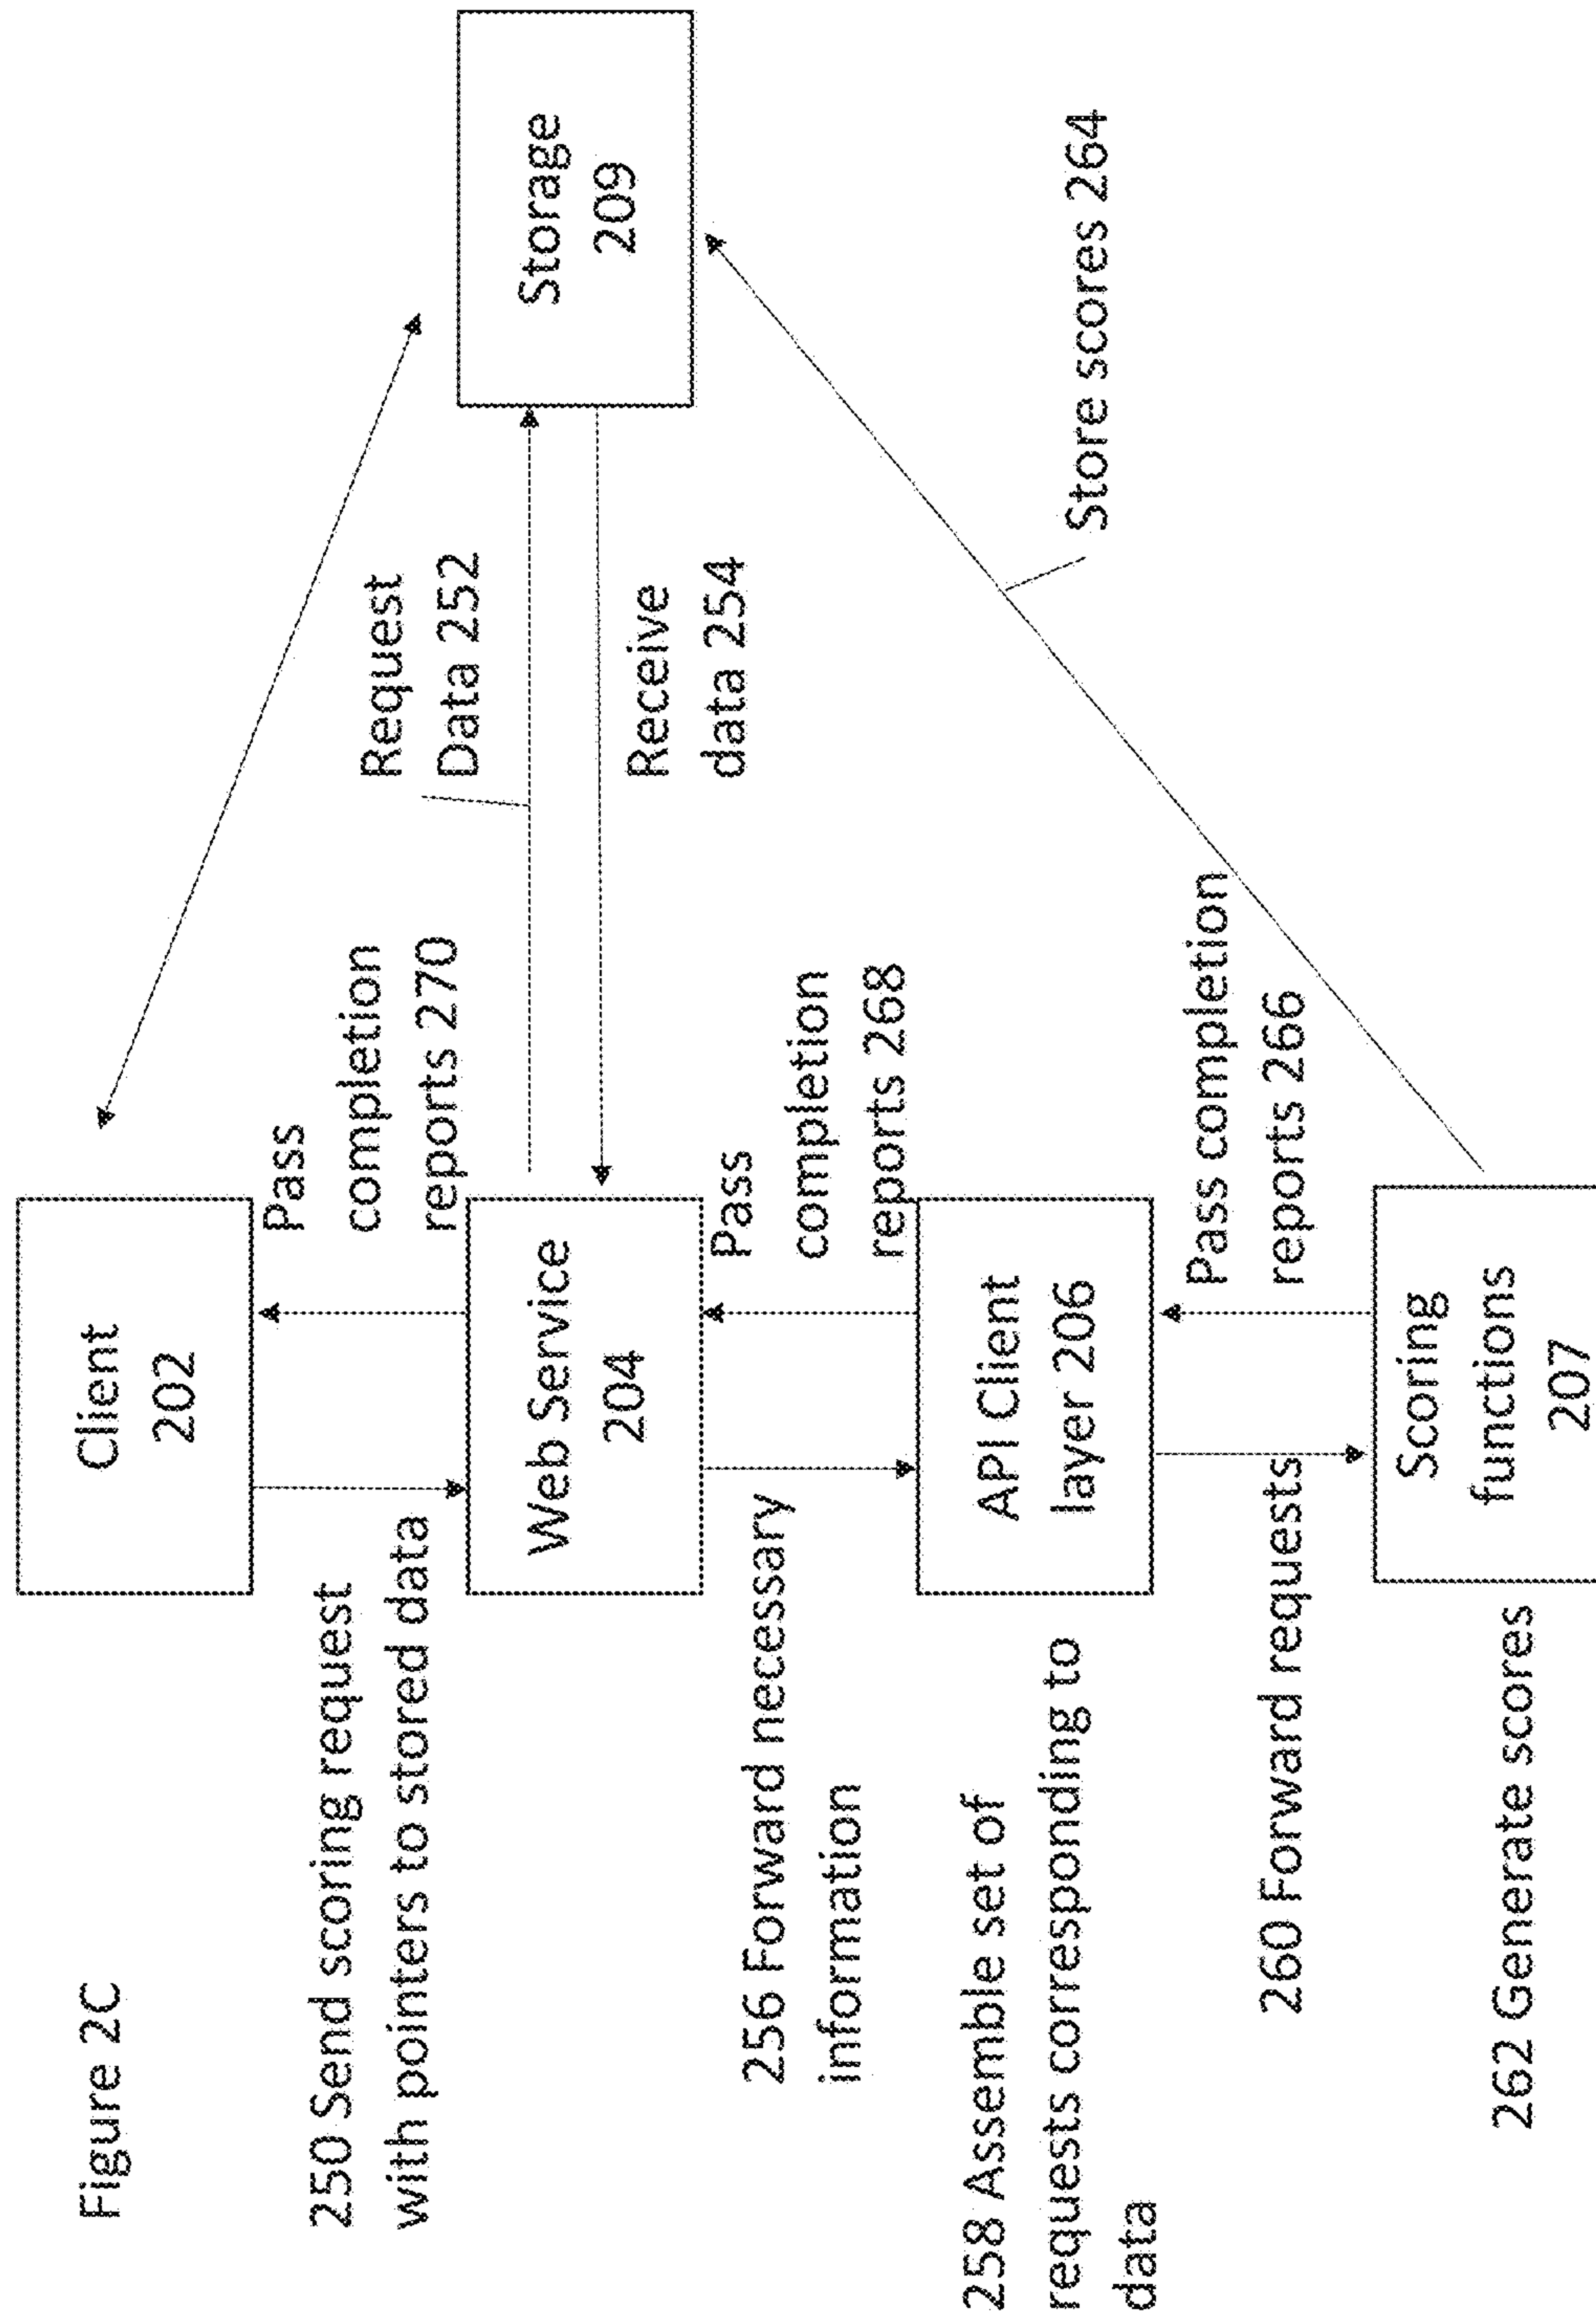 Figure 2C
Client
202
250 Send scoring request
with pointers to stored data
Pass
completion
reports 270
Request
Data 252
Storage
209
Web Service
204
Receive
data 254
256 Forward necessary
information
Pass
completion
reports 268
API Client
layer 206
258 Assemble set of
requests corresponding to
data
Store scores 264
260 Forward requests
Pass completion
reports 266
Scoring
functions
207
262 Generate scores